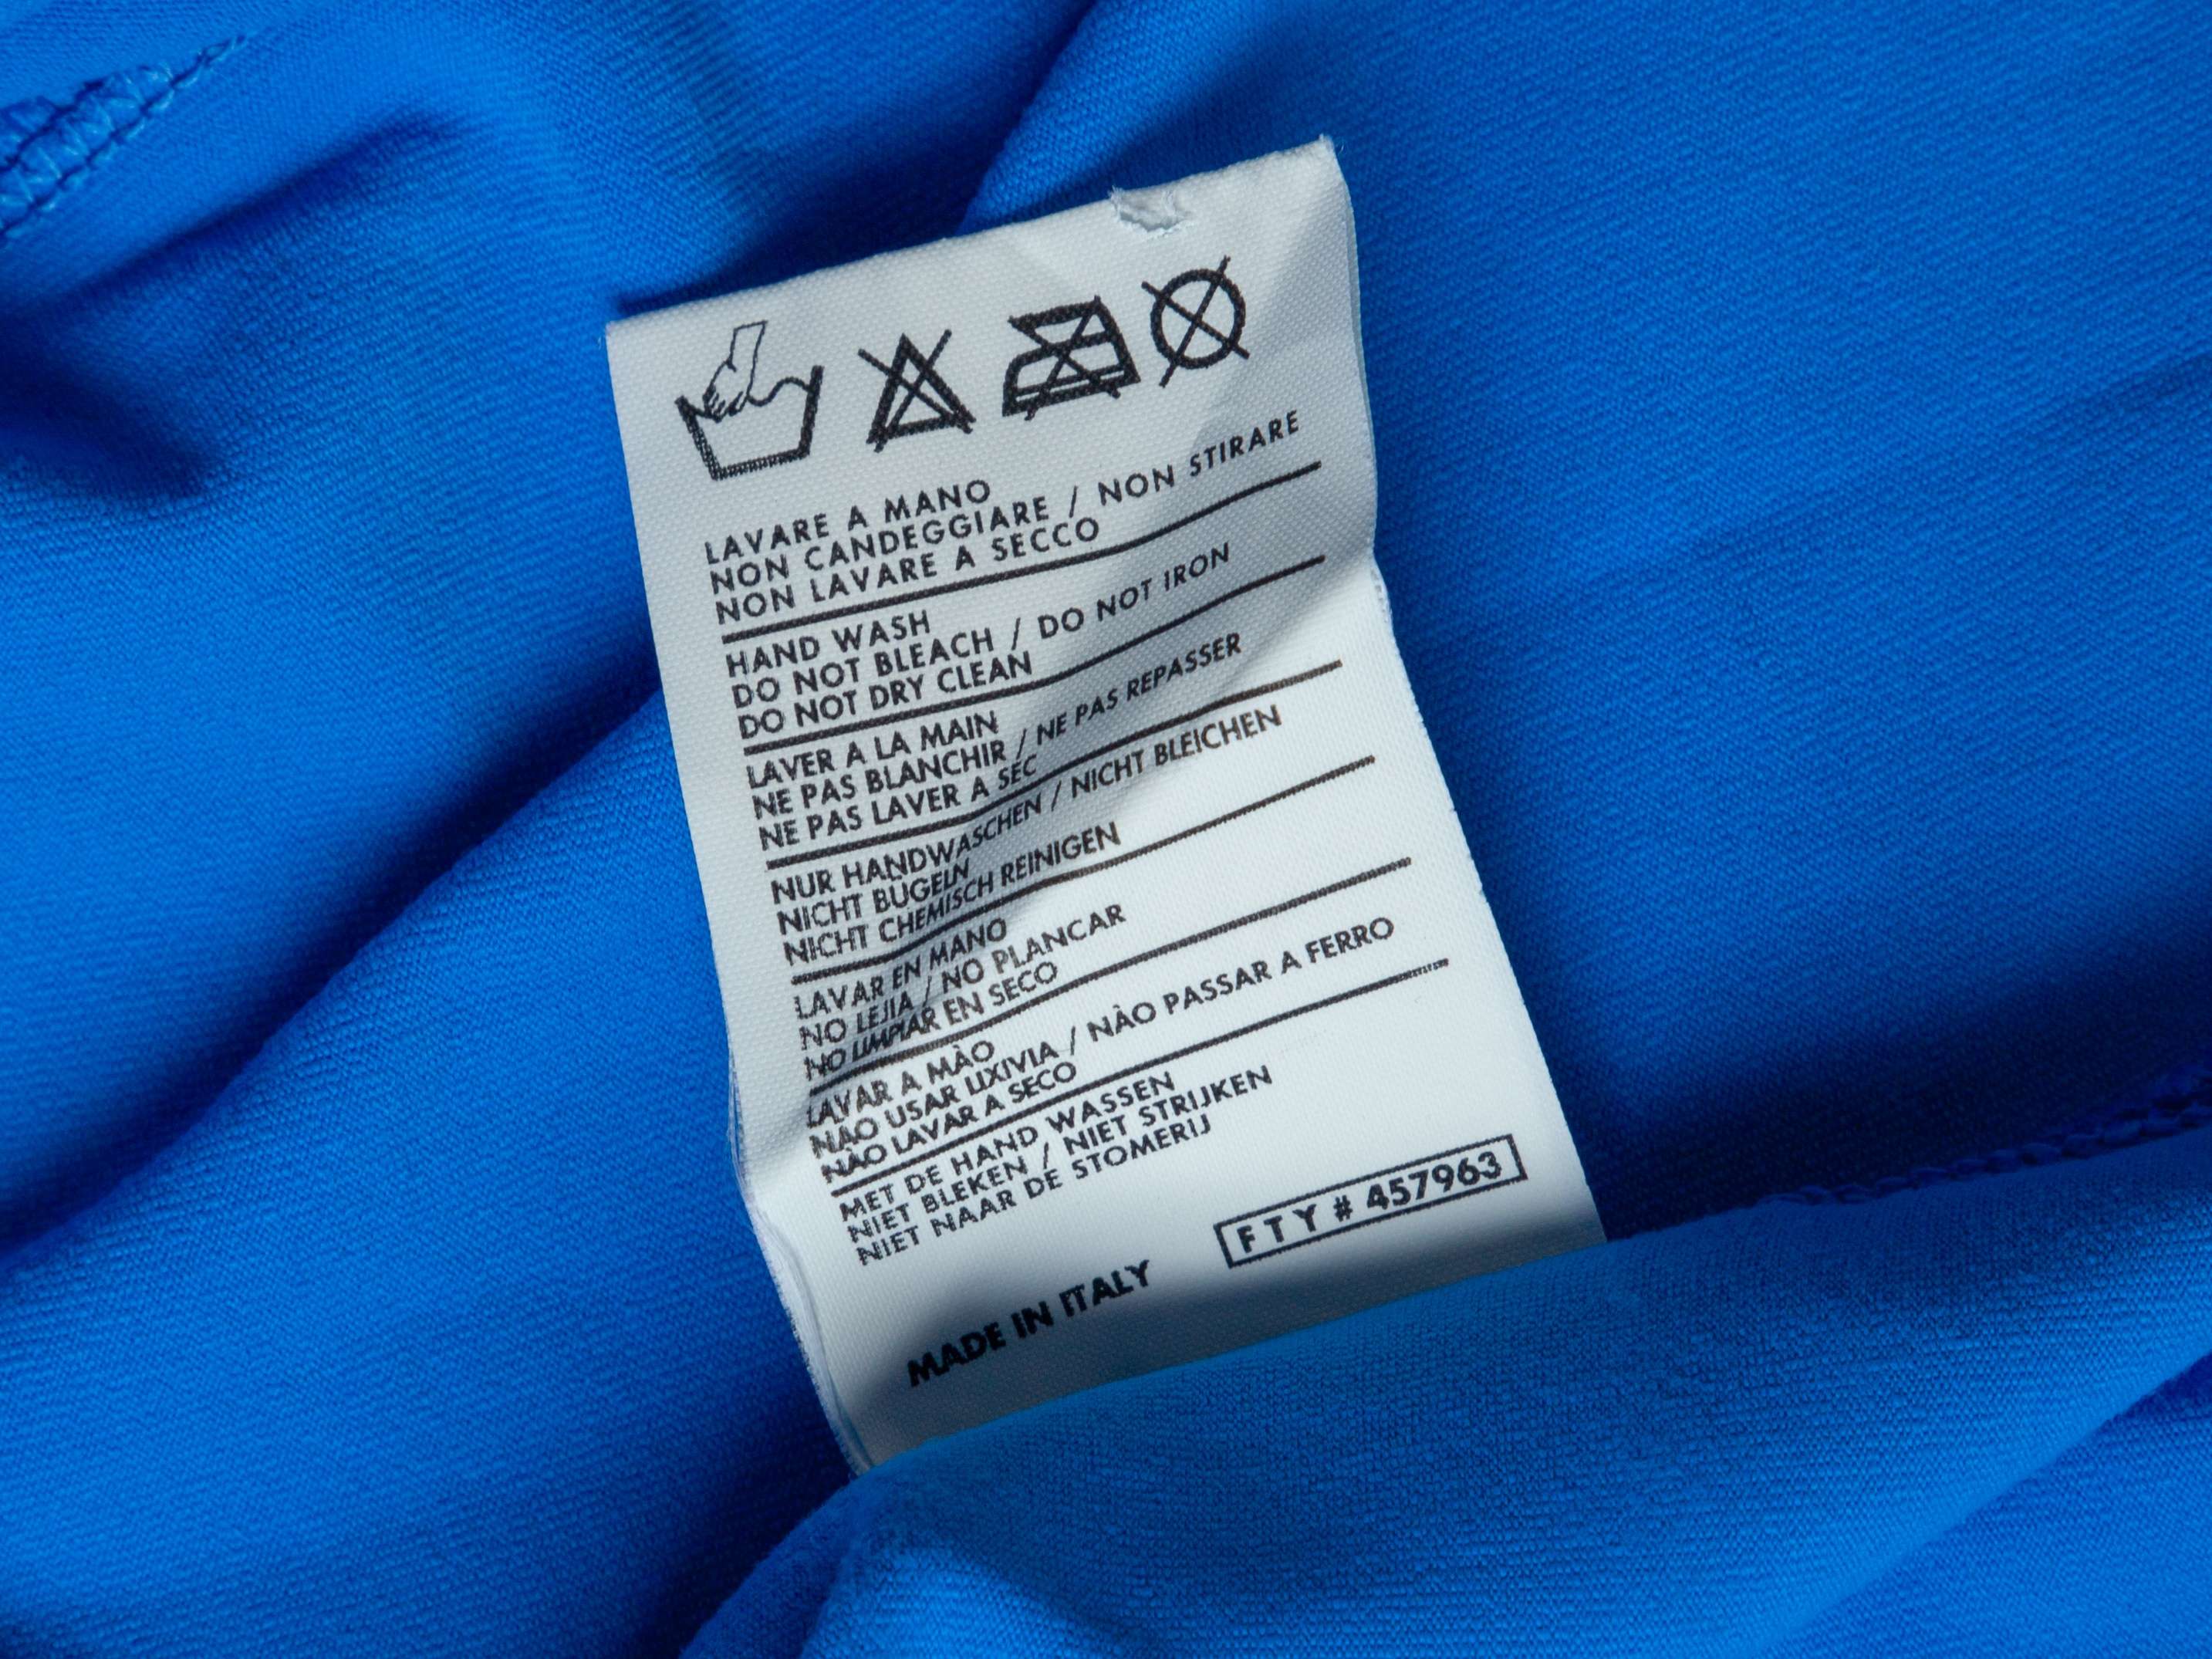 LAVARE A MANO
NON CANDEGGIARE / NON STIRARE
NON LAVARE A SECCO
HAND WASH
DO NOT BLEACH / DO NOT IRON
DO NOT DRY CLEAN
LAVER A LA MAIN
NE PAS BLANCHIR / NE PAS REPASSER
NE PAS LAVER A SEC
NUR HANDWASCHEN / NICHT BLEICHEN
NICHT BÜGELN
NICHT CHEMISCH REINIGEN
LAVAR EN MANO
NO LEJIA / NO PLANCAR
NO LIMPIAR EN SECO
LAVAR A MÀO
NÀO USAR LIXIVIA / NÀO PASSAR A FERRO
NÀO LAVAR A SECO
MET DE HAND WASSEN
NIET BLEKEN / NIET STRIJKEN
NIET NAAR DE STOMERIJ
FTY # 457963
MADE IN ITALY